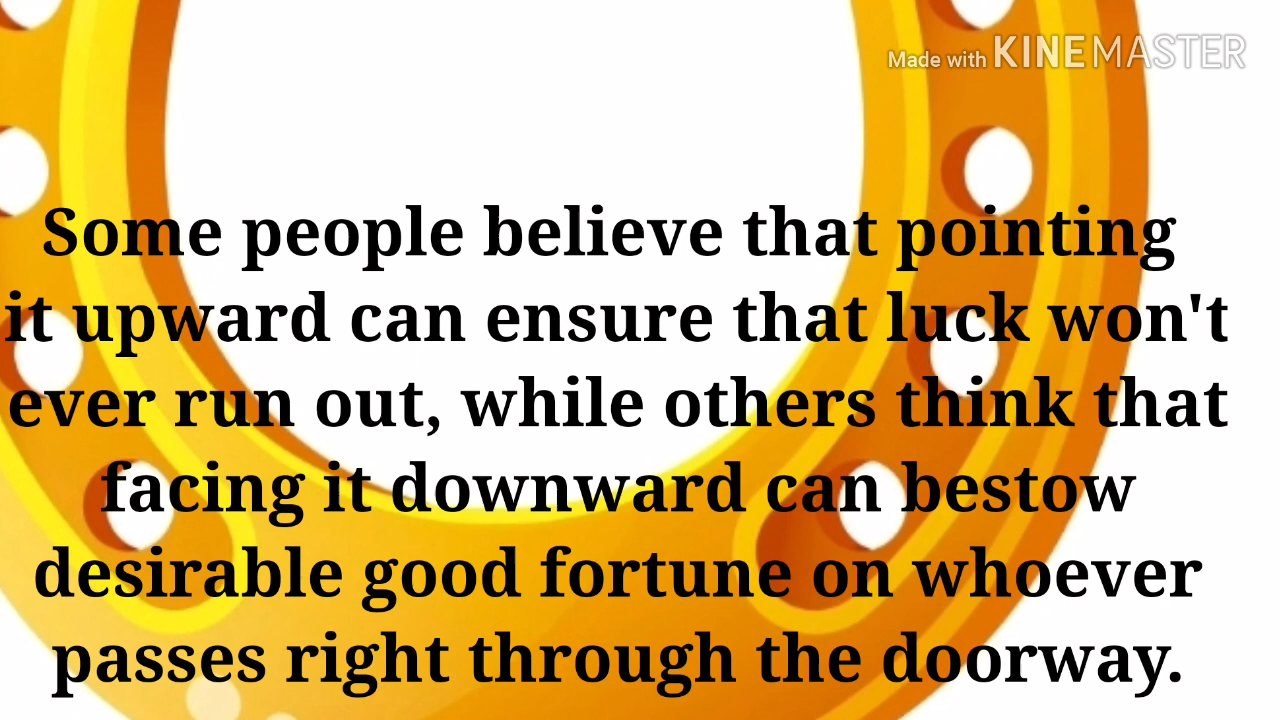 Made with KINEMASTER
Some people believe that pointing
it upward can ensure that luck won't
ever run out, while others think that
facing it downward can bestow
desirable good fortune on whoever
passes right through the doorway.